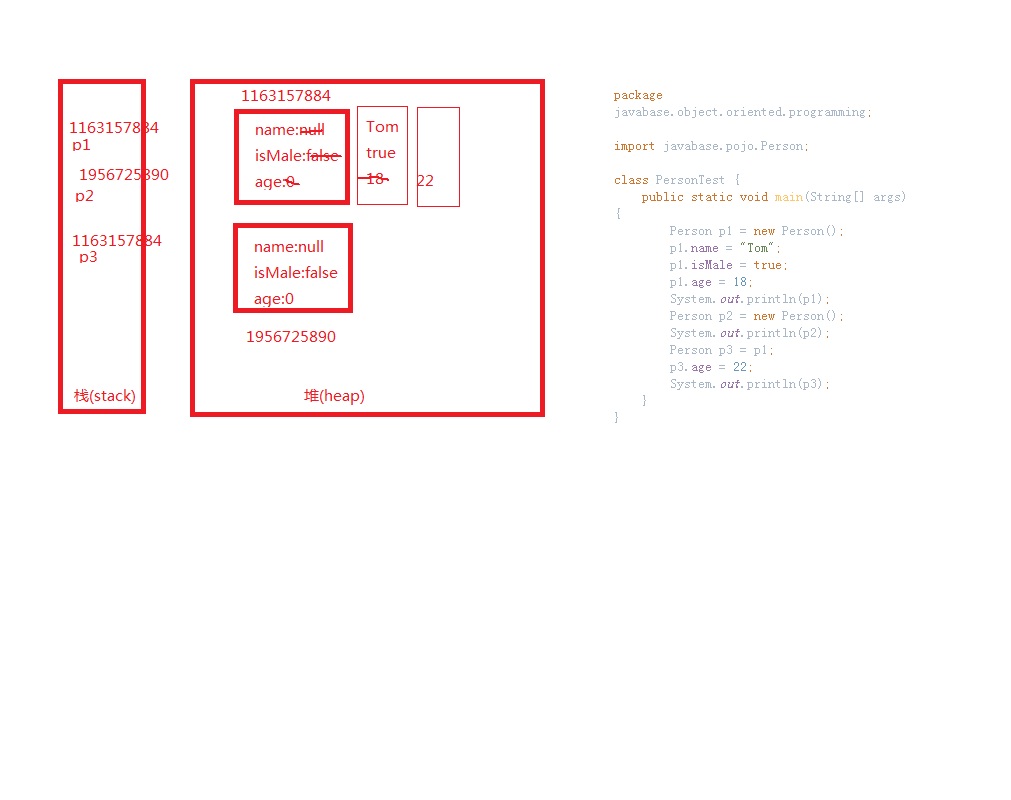 1163157884
p1
1956725890
p2
1163157884
p3
栈(stack)
1163157884
name:null
isMale:false
age:0
Tom
true
18
22
name:null
isMale:false
age:0
1956725890
堆(heap)
package
javabase.object.oriented.programming;
import javabase.pojo.Person;
class PersonTest {
public static void main(String[] args)
{
Person p1 = new Person();
p1.name = "Tom";
p1.isMale = true;
p1.age = 18;
System.out.println(p1);
Person p2 = new Person();
System.out.println(p2);
Person p3 = p1;
p3.age = 22;
System.out.println(p3);
}
}